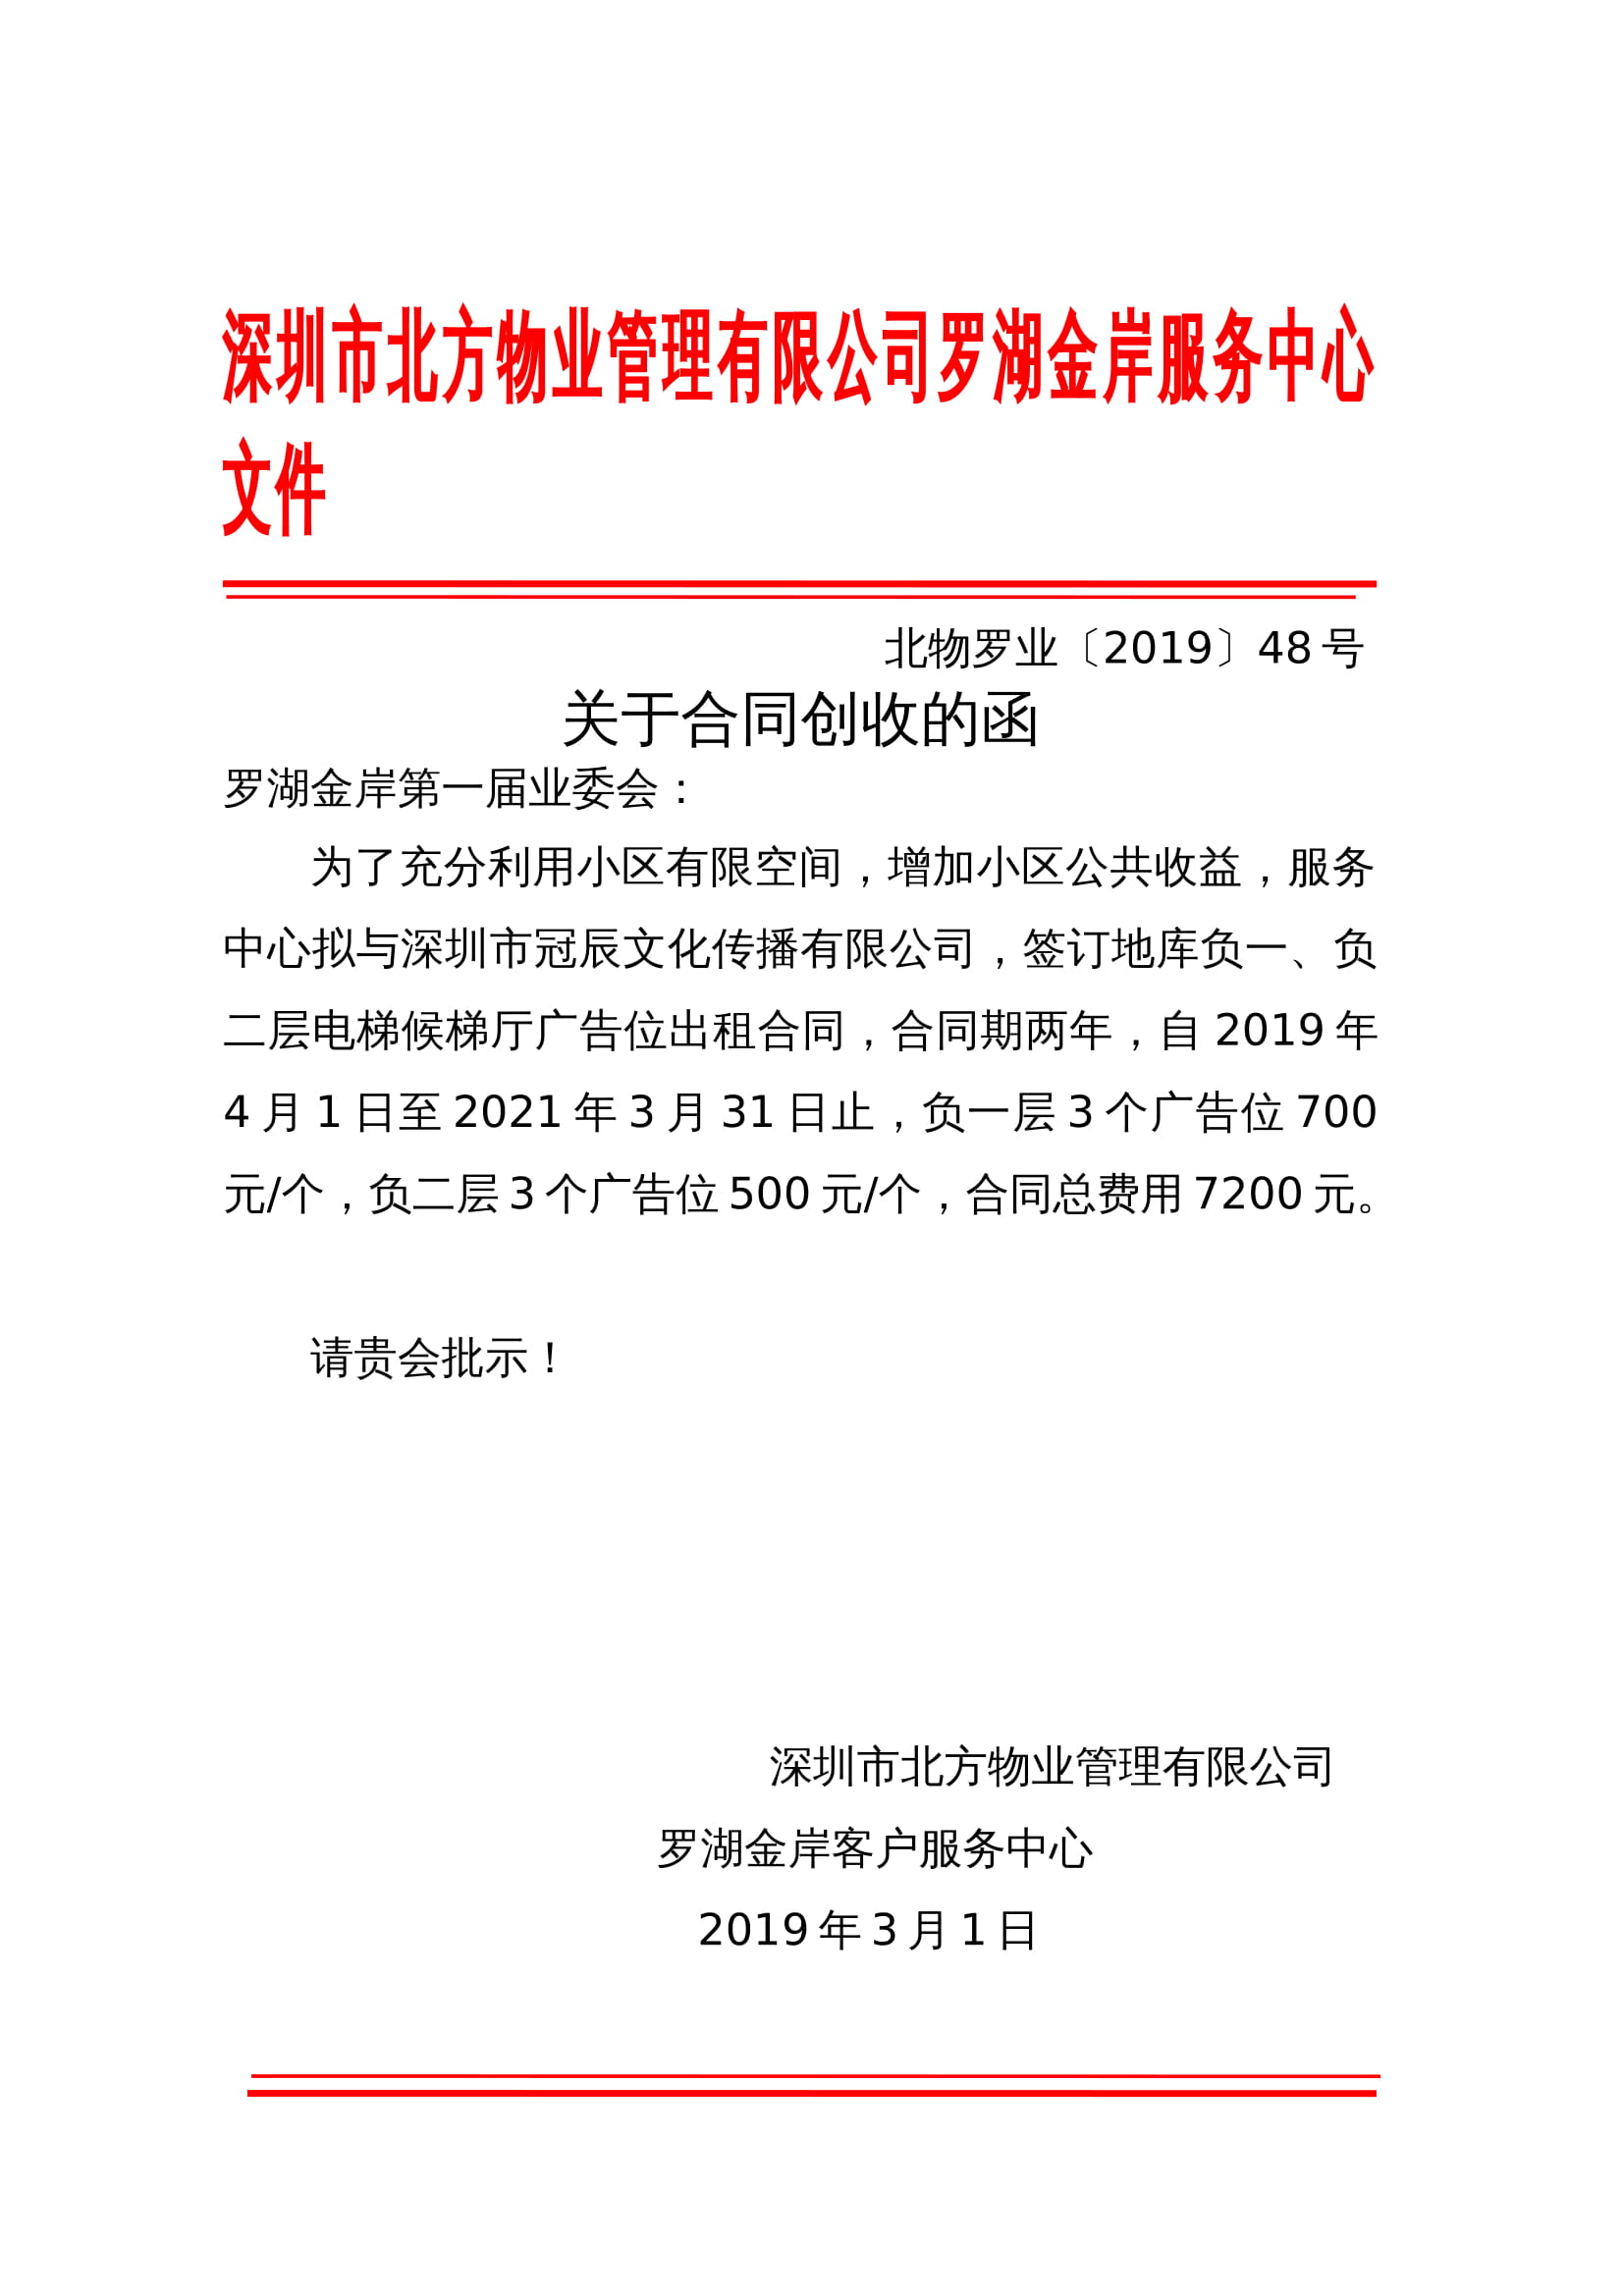 深圳市北方物业管理有限公司罗湖金岸服务中心
文件
北物罗业〔2019〕48 号
关于合同创收的函
罗湖金岸第一届业委会：
为了充分利用小区有限空间，增加小区公共收益，服务
中心拟与深圳市冠辰文化传播有限公司，签订地库负一、负
二层电梯候梯厅广告位出租合同，合同期两年，自 2019 年
4 月 1 日至 2021 年 3 月 31 日止，负一层 3 个广告位 700
元/个，负二层 3 个广告位 500 元/个，合同总费用 7200 元。
请贵会批示！
深圳市北方物业管理有限公司
罗湖金岸客户服务中心
2019 年 3 月 1 日